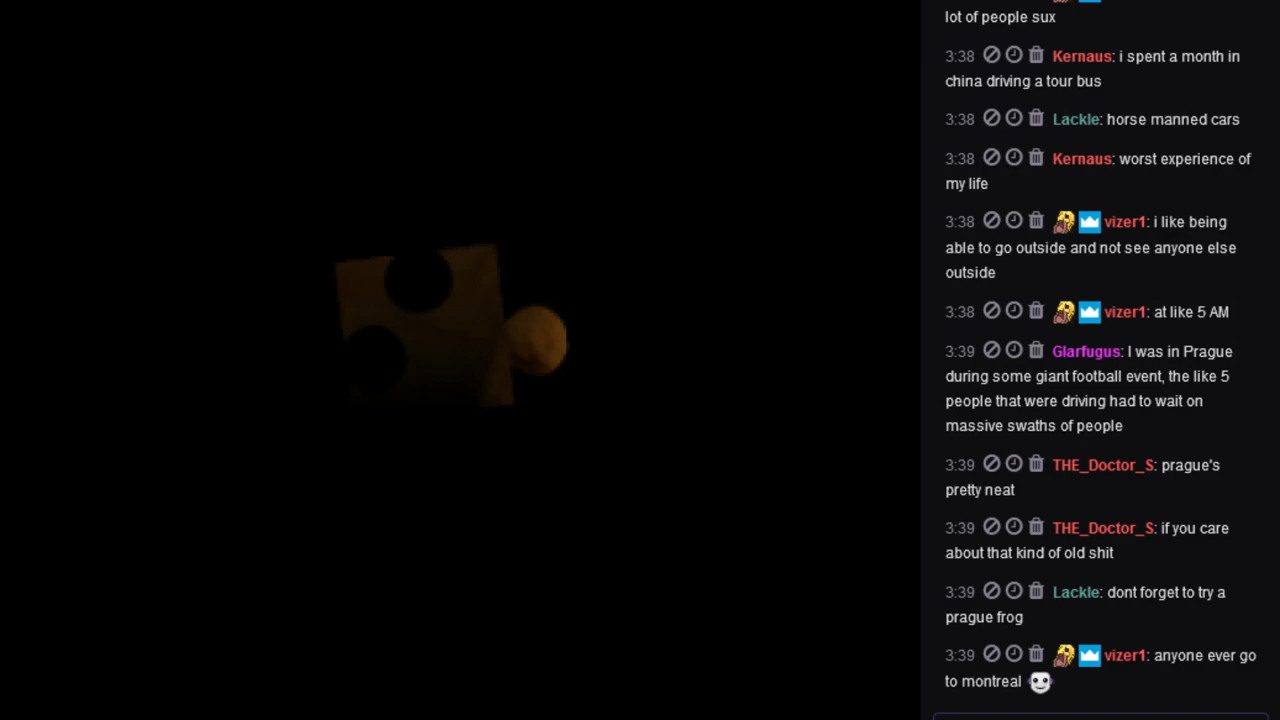 lot of people sux
3:38 Kernaus: i spent a month in
china driving a tour bus
3:38 Lackle: horse manned cars
3:38 Kernaus: worst experience of
my life
3:38 vizer1: i like being
able to go outside and not see anyone else
outside
3:38 vizer1: at like 5 AM
3:39 Glarfugus: I was in Prague
during some giant football event, the like 5
people that were driving had to wait on
massive swaths of people
3:39 THE_Doctor_S: prague's
pretty neat
3:39 THE_Doctor_S: if you care
about that kind of old shit
3:39 Lackle: dont forget to try a
prague frog
3:39 vizer1: anyone ever go
to montreal